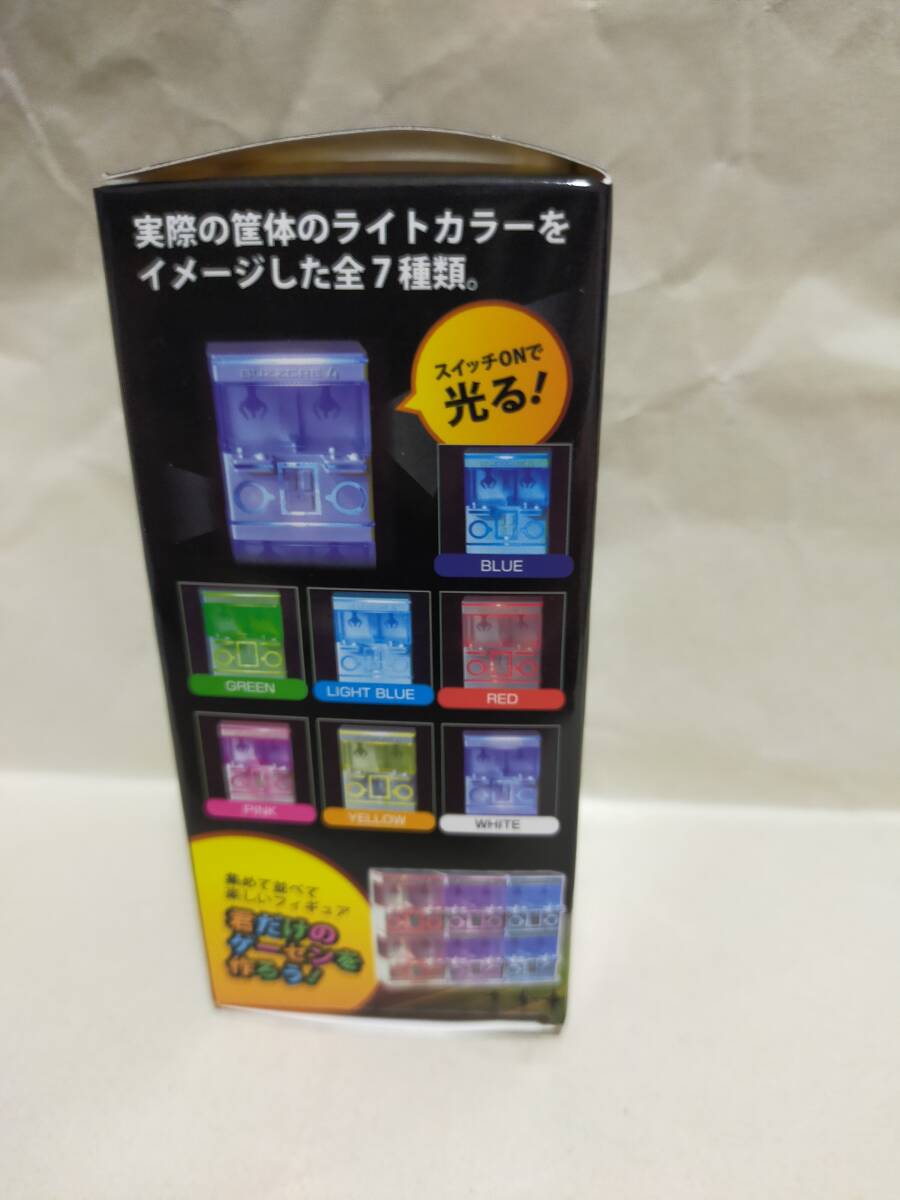 実際の筐体のライトカラーを
イメージした全7種類。
スイッチONで
光る!
BLUE
GREEN
LIGHT BLUE
RED
PINK
YELLOW
WHITE
集めて並べて
楽しいフィギュア
君だけの
ゲーセンを
作ろう!